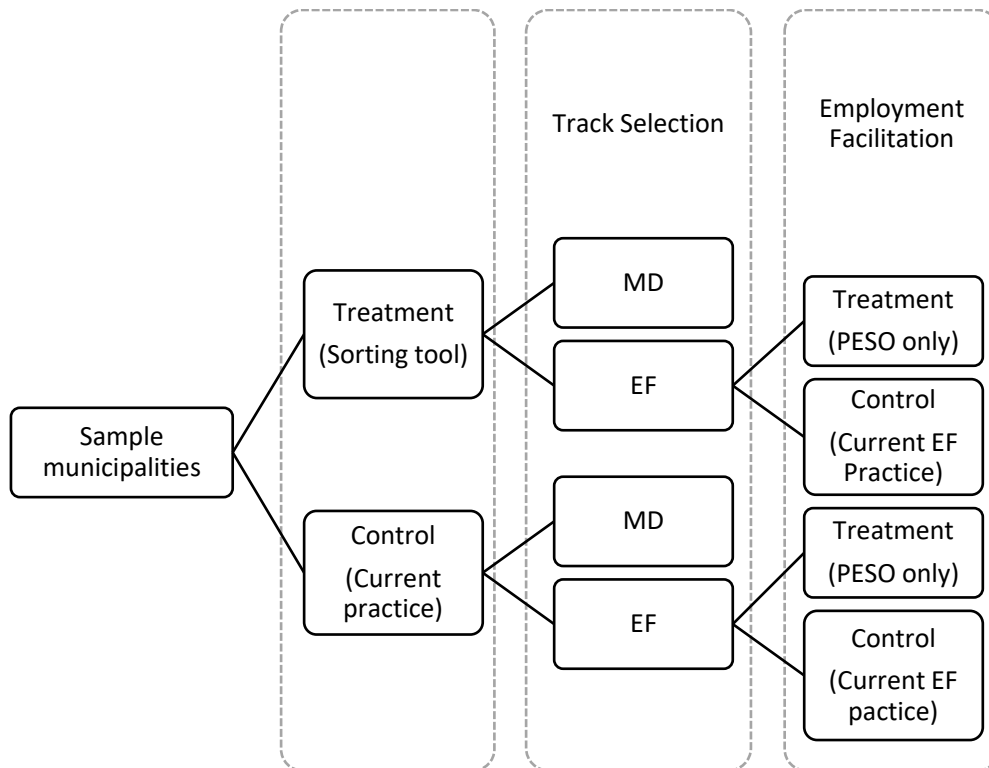 Track Selection
Employment
Facilitation
Sample
municipalities
Treatment
(Sorting tool)
Control
(Current
practice)
MD
EF
MD
EF
Treatment
(PESO only)
Control
(Current EF
Practice)
Treatment
(PESO only)
Control
(Current EF
pactice)